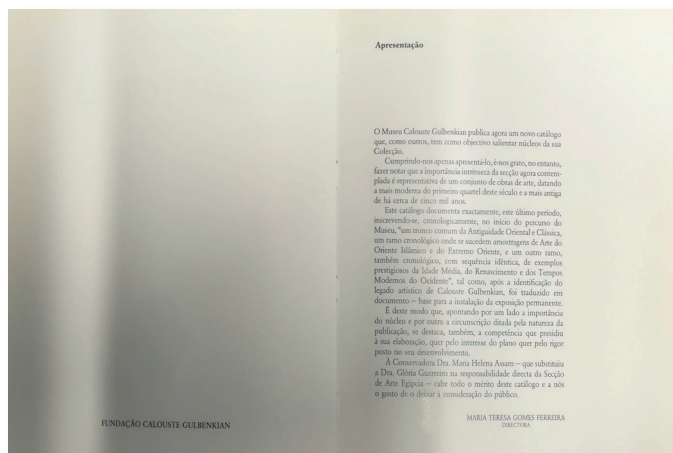 FUNDAÇÃO CALOUSTE GULBENKIAN
Apresentação
O Museu Calouste Gulbenkian publica agora um novo catálogo
que, como outros, tem como objectivo salientar núcleos da sua
Colecção.
Cumprindo-nos apenas apresentá-lo, é-nos grato, no entanto,
fazer notar que a importância intrínseca da secção agora contem-
plada é representativa de um conjunto de obras de arte, datando
a mais moderna do primeiro quartel deste século e a mais antiga
de há cerca de cinco mil anos.
Este catálogo documenta exactamente, este último período,
inscrevendo-se, cronologicamente, no início do percurso do
Museu, "um tronco comum da Antiguidade Oriental e Clássica,
um ramo cronológico onde se sucedem amostragens de Arte do
Oriente Islâmico e do Extremo Oriente, e um outro ramo,
também cronológico, com sequência idêntica, de exemplos
prestigiosos da Idade Média, do Renascimento e dos Tempos
Modernos do Ocidente", tal como, após a identificação do
legado artístico de Calouste Gulbenkian, foi traduzido em
documento – base para a instalação da exposição permanente.
É deste modo que, apontando por um lado a importância
do núcleo e por outro a circunscrição ditada pela natureza da
publicação, se destaca, também, a competência que presidiu
à sua elaboração, quer pelo interesse do plano quer pelo rigor
posto no seu desenvolvimento.
À Conservadora Dra. Maria Helena Assam – que substituiu
a Dra. Glória Guerreiro na responsabilidade directa da Secção
de Arte Egípcia – cabe todo o mérito deste catálogo e a nós
o gosto de o deixar à consideração do público.
MARIA TERESA GOMES FERREIRA
DIRECTORA